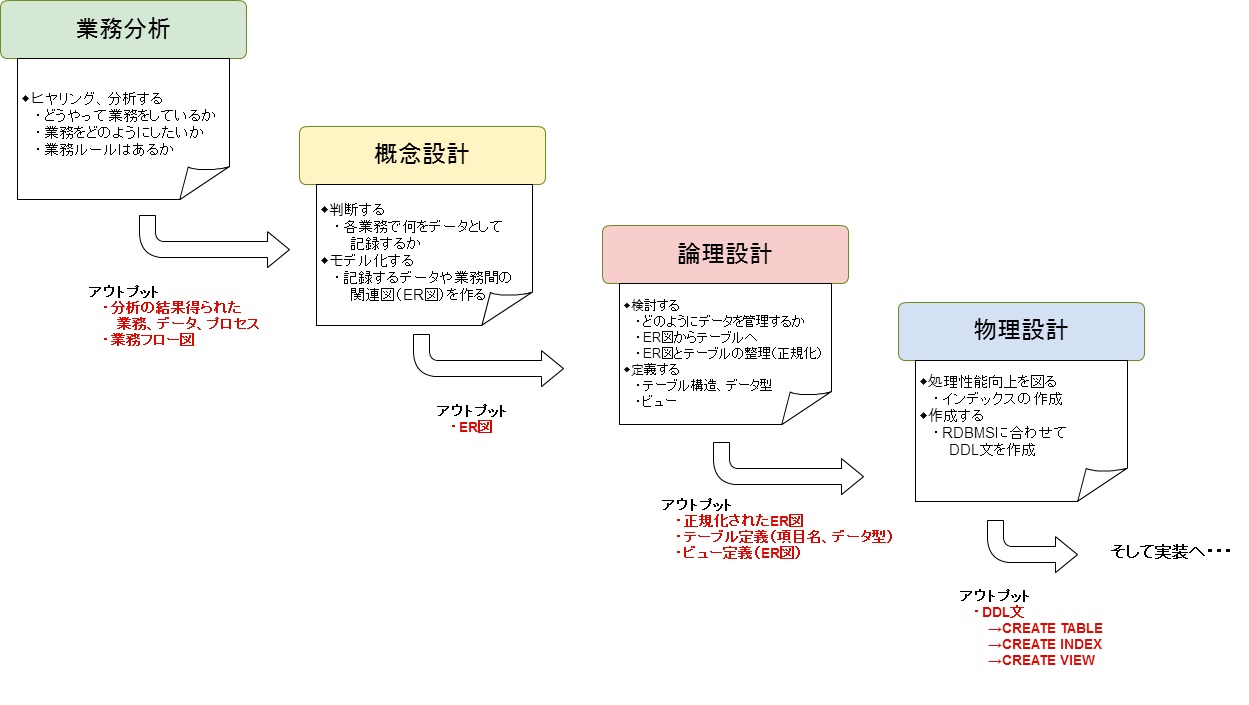 業務分析
◆ヒヤリング、分析する
・どうやって業務をしているか
・業務をどのようにしたいか
・業務ルールはあるか
アウトプット
・分析の結果得られた
業務、データ、プロセス
・業務フロー図
概念設計
◆判断する
・各業務で何をデータとして
記録するか
◆モデル化する
・記録するデータや業務間の
関連図(ER図)を作る
アウトプット
・ER図
論理設計
◆検討する
・どのようにデータを管理するか
・ER図からテーブルへ
・ER図とテーブルの整理(正規化)
◆定義する
・テーブル構造、データ型
・ビュー
アウトプット
・正規化されたER図
・テーブル定義(項目名、データ型)
・ビュー定義(ER図)
物理設計
◆処理性能向上を図る
・インデックスの作成
◆作成する
・RDBMSに合わせて
DDL文を作成
そして実装へ・・・
アウトプット
・DDL文
→CREATE TABLE
→CREATE INDEX
→CREATE VIEW